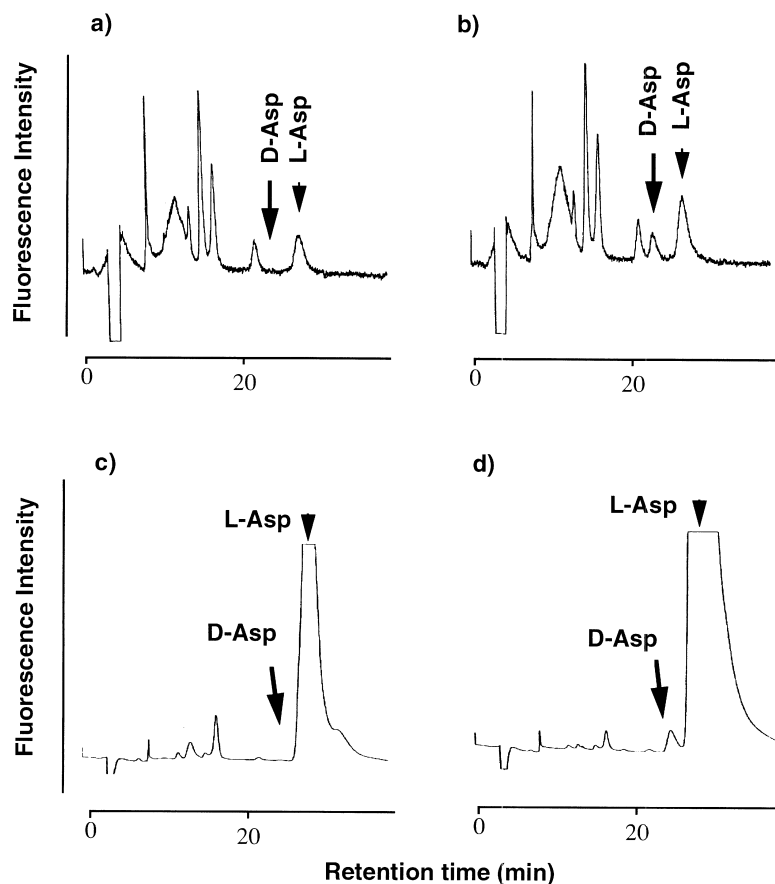 a)
b)
Fluorescence Intensity
D-Asp
L-Asp
D-Asp
L-Asp
0
20
0
20
c)
d)
Fluorescence Intensity
L-Asp
D-Asp
L-Asp
D-Asp
0
20
0
20
Retention time (min)